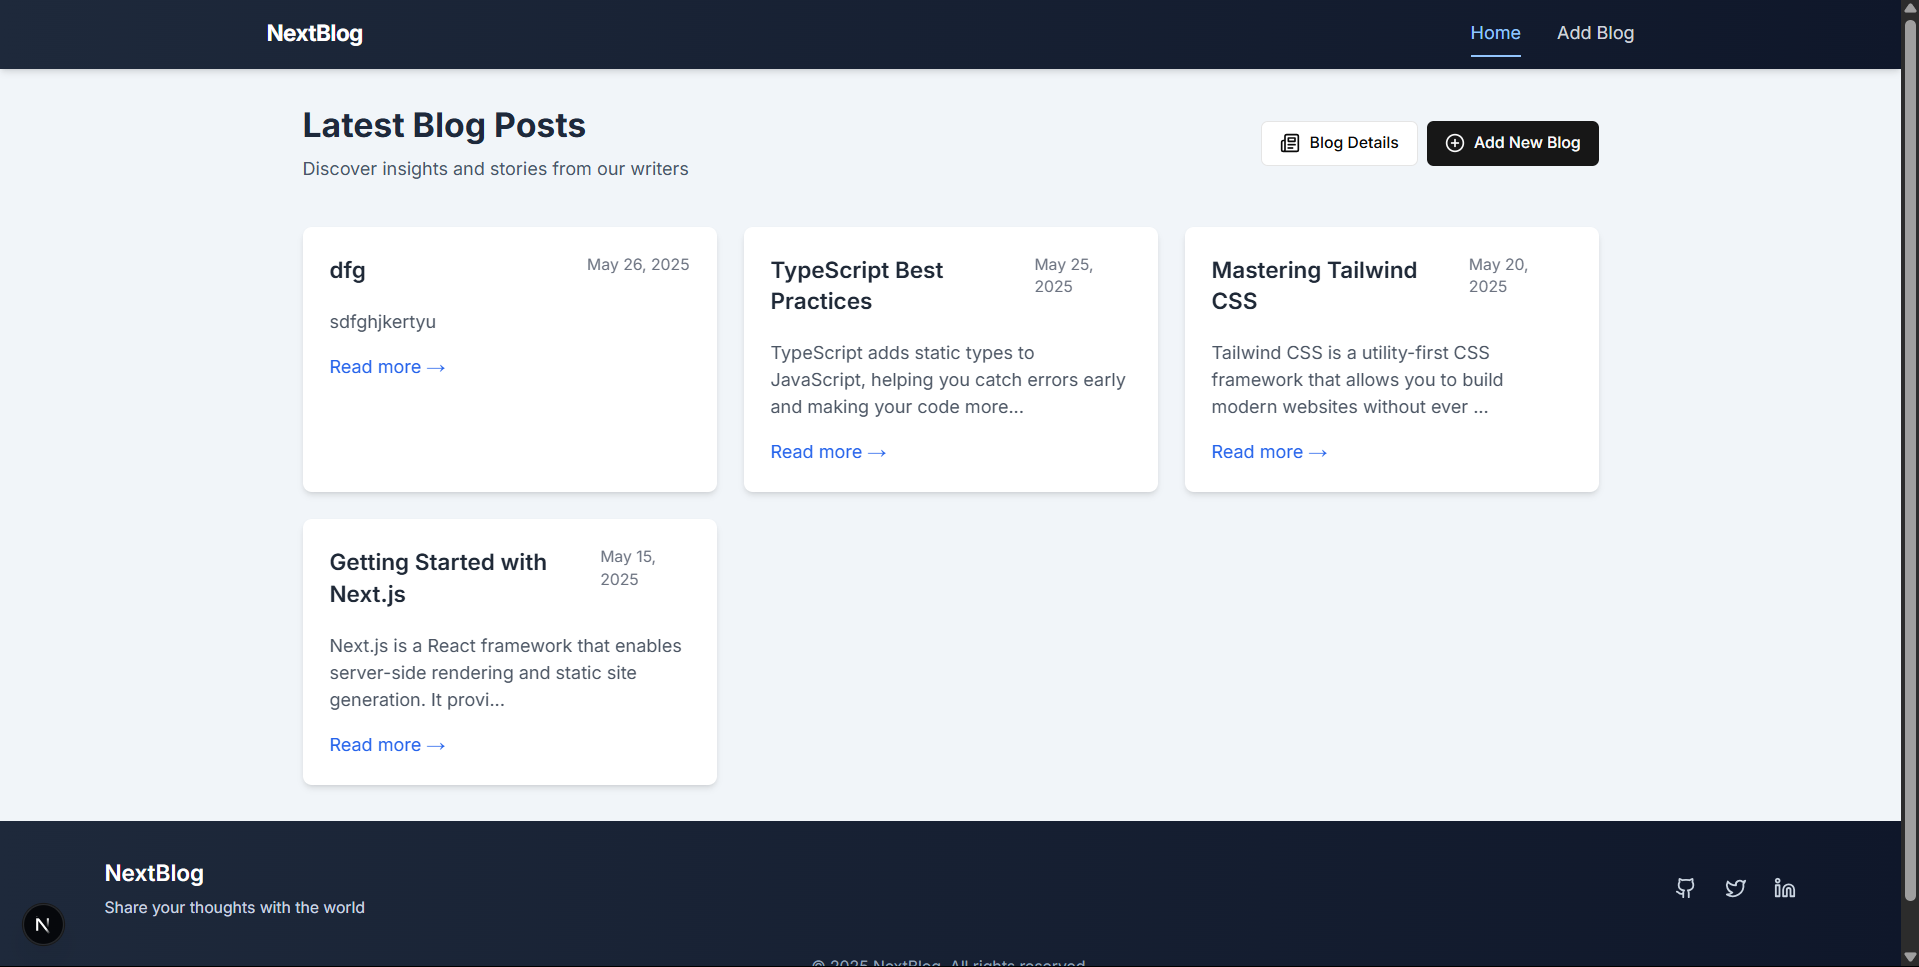 NextBlog
Home
Add Blog
Latest Blog Posts
Discover insights and stories from our writers
Blog Details
Add New Blog
dfg
May 26, 2025
sdfghjkertyu
Read more →
TypeScript Best
Practices
May 25,
2025
TypeScript adds static types to
JavaScript, helping you catch errors early
and making your code more...
Read more →
Mastering Tailwind
CSS
May 20,
2025
Tailwind CSS is a utility-first CSS
framework that allows you to build
modern websites without ever ...
Read more →
Getting Started with
Next.js
May 15,
2025
Next.js is a React framework that enables
server-side rendering and static site
generation. It provi...
Read more →
NextBlog
Share your thoughts with the world
N
© 2025 NextBlog. All rights reserved